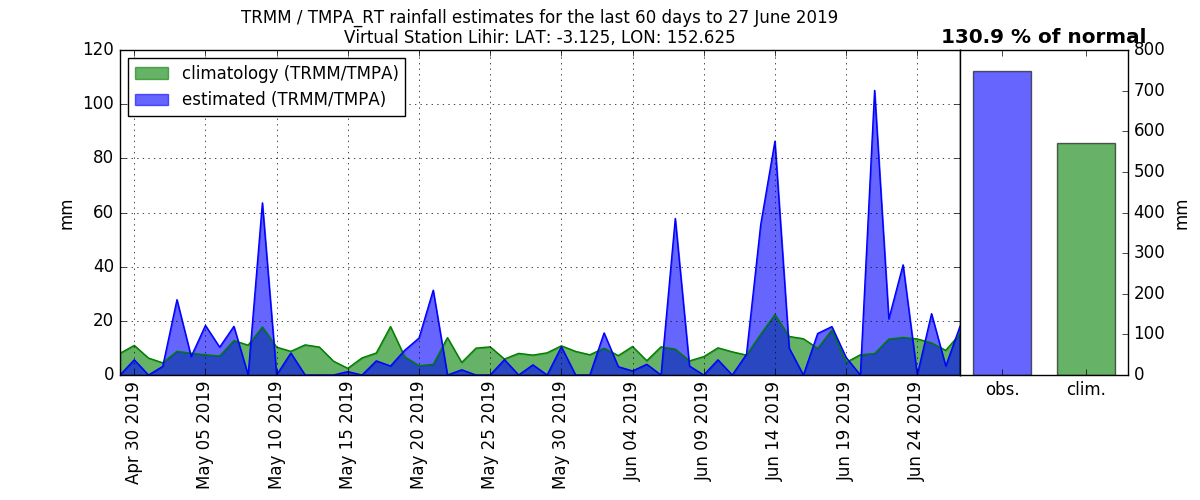 TRMM / TMPA_RT rainfall estimates for the last 60 days to 27 June 2019
Virtual Station Lihir: LAT: -3.125, LON: 152.625
130.9 % of normal
climatology (TRMM/TMPA)
estimated (TRMM/TMPA)
120
100
80
60
40
20
0
mm
800
700
600
500
400
300
200
100
0
mm
Apr 30 2019
May 05 2019
May 10 2019
May 15 2019
May 20 2019
May 25 2019
May 30 2019
Jun 04 2019
Jun 09 2019
Jun 14 2019
Jun 19 2019
Jun 24 2019
obs.
clim.